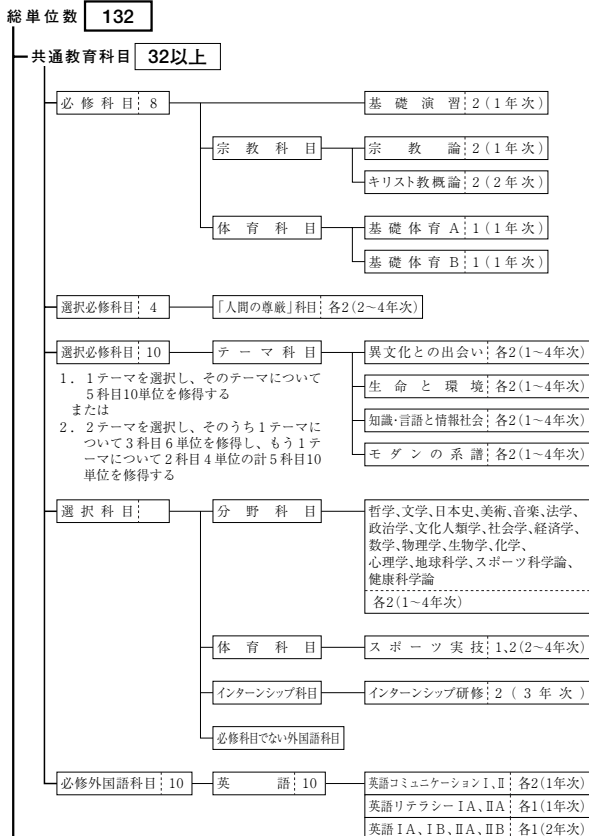 総単位数 132
共通教育科目 32以上
必修科目 8
基礎演習 2(1年次)
宗教科目
宗教論 2(1年次)
キリスト教概論 2(2年次)
体育科目
基礎体育A 1(1年次)
基礎体育B 1(1年次)
選択必修科目 4
「人間の尊厳」科目 各2(2~4年次)
選択必修科目 10
テーマ科目
異文化との出会い 各2(1~4年次)
生命と環境 各2(1~4年次)
知識・言語と情報社会 各2(1~4年次)
モダンの系譜 各2(1~4年次)
1. 1テーマを選択し、そのテーマについて
5科目10単位を修得する
または
2. 2テーマを選択し、そのうち1テーマに
ついて3科目6単位を修得し、もう1テ
ーマについて2科目4単位の計5科目10
単位を修得する
選択科目
分野科目
哲学、文学、日本史、美術、音楽、法学、
政治学、文化人類学、社会学、経済学、
数学、物理学、生物学、化学、
心理学、地球科学、スポーツ科学論、
健康科学論
各2(1~4年次)
体育科目
スポーツ実技 1,2(2~4年次)
インターンシップ科目
インターンシップ研修 2(3年次)
必修科目でない外国語科目
必修外国語科目 10
英語 10
英語コミュニケーションⅠ、Ⅱ 各2(1年次)
英語リテラシーⅠA、ⅡA 各1(1年次)
英語ⅠA、ⅠB、ⅡA、ⅡB 各1(2年次)